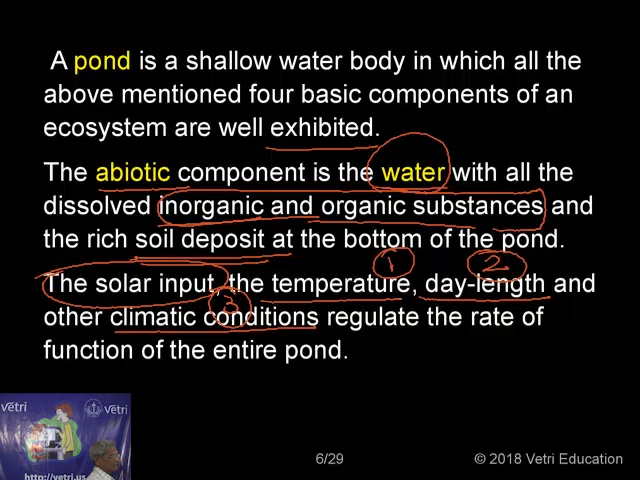 A pond is a shallow water body in which all the
above mentioned four basic components of an
ecosystem are well exhibited.
The abiotic component is the water with all the
dissolved inorganic and organic substances and
the rich soil deposit at the bottom of the pond.
1
2
The solar input, the temperature, day-length and
3
other climatic conditions regulate the rate of
function of the entire pond.
vetri
vetri
http://vetri.us
6/29
© 2018 Vetri Education